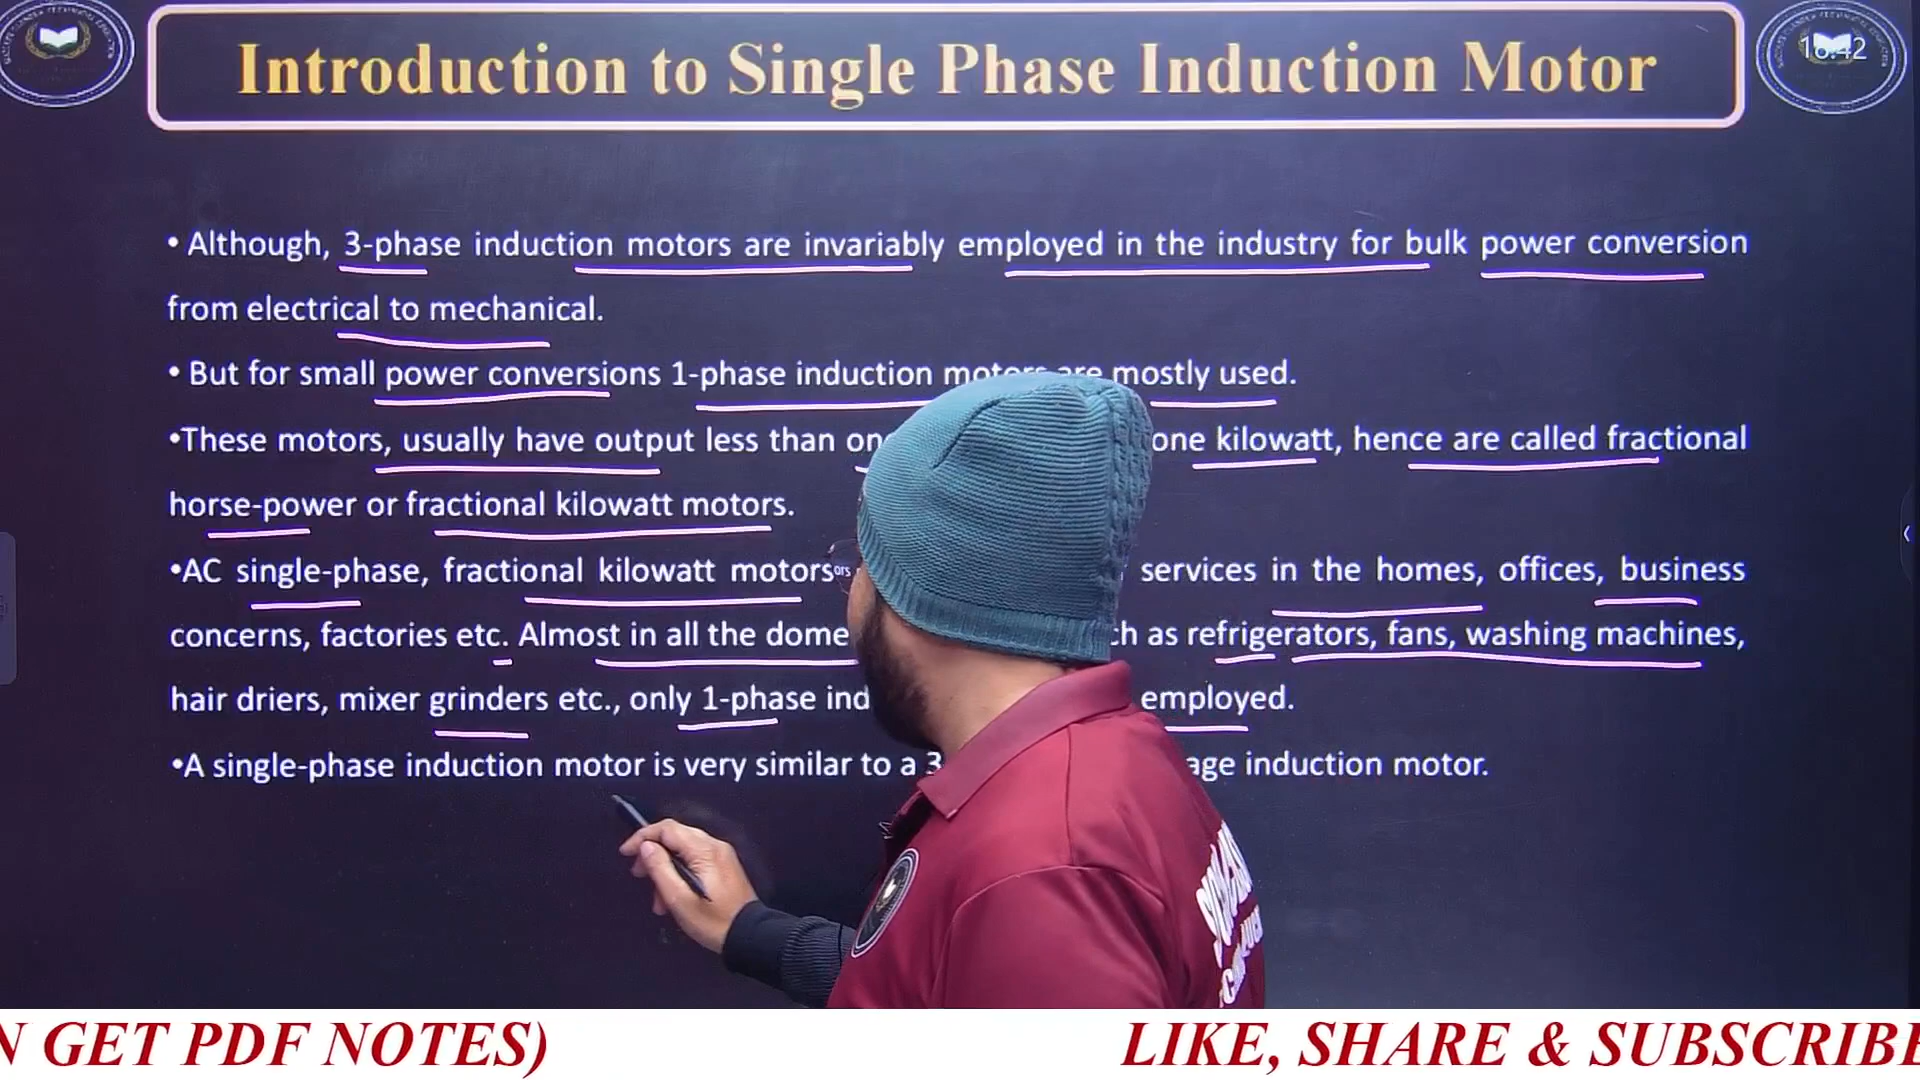 Introduction to Single Phase Induction Motor
16:42
• Although, 3-phase induction motors are invariably employed in the industry for bulk power conversion
from electrical to mechanical.
• But for small power conversions 1-phase induction motors are mostly used.
•These motors, usually have output less than one kilowatt, hence are called fractional
horse-power or fractional kilowatt motors.
•AC single-phase, fractional kilowatt motors services in the homes, offices, business
concerns, factories etc. Almost in all the as refrigerators, fans, washing machines,
hair driers, mixer grinders etc., only 1-phase employed.
•A single-phase induction motor is very similar to a 3 induction motor.
GET PDF NOTES) LIKE, SHARE & SUBSCRIBE